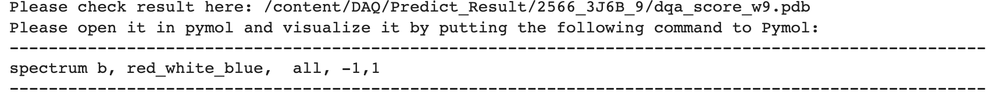 Please check result here: /content/DAQ/Predict_Result/2566_3J6B_9/dqa_score_w9.pdb
Please open it in pymol and visualize it by putting the following command to Pymol:
----------------------------------------------------------------------------------------------------
spectrum b, red_white_blue,  all, -1,1
----------------------------------------------------------------------------------------------------